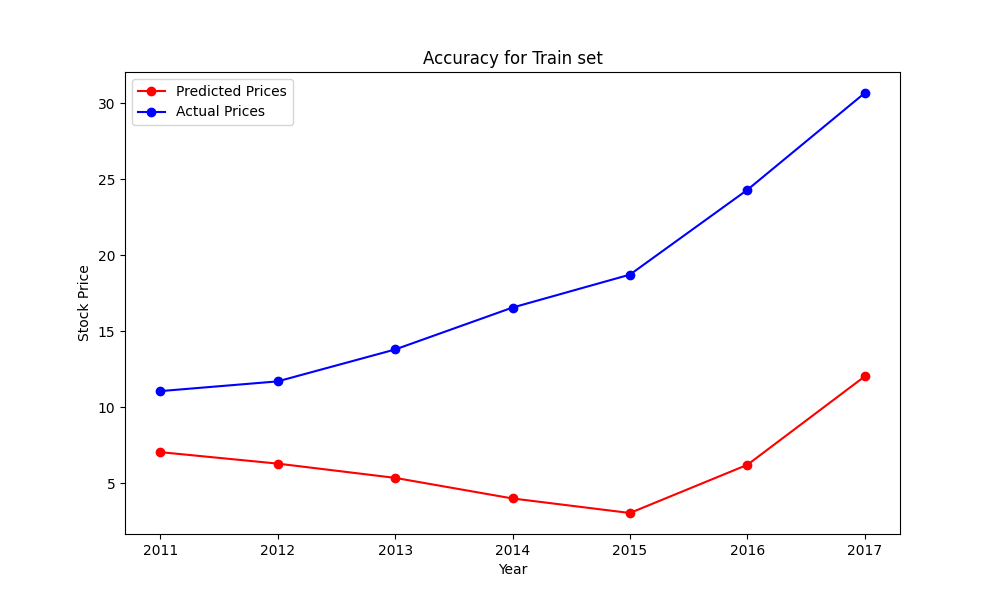 Accuracy for Train set
Predicted Prices
Actual Prices
30
25
20
15
10
5
Stock Price
2011 2012 2013 2014 2015 2016 2017
Year